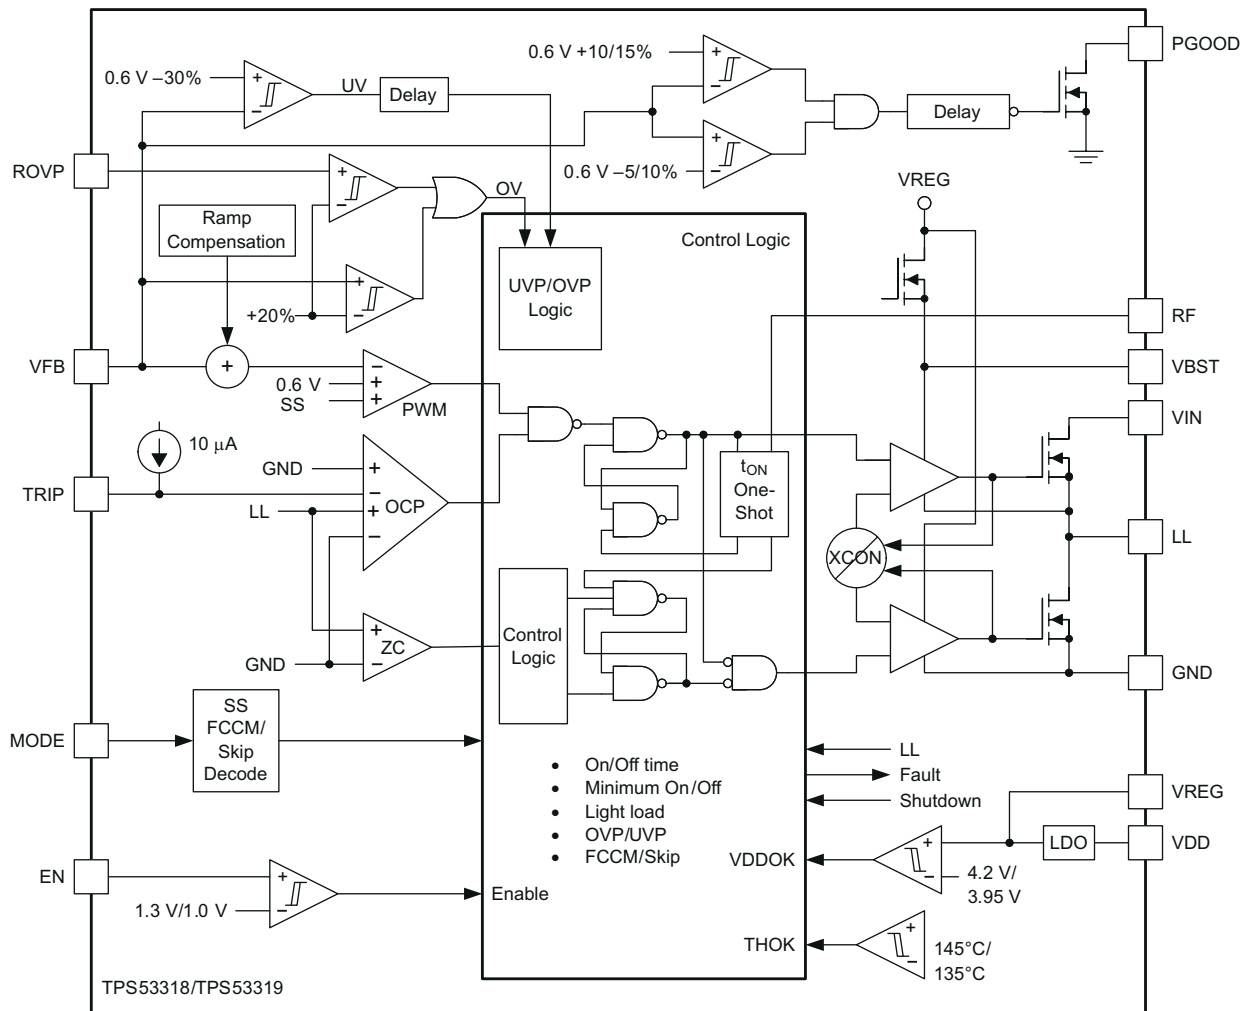 PGOOD
0.6 V +10/15%
0.6 V –30%
+
−
UV
Delay
+
−
Delay
+
−
0.6 V –5/10%
ROVP
+
−
OV
VREG
Ramp
Compensation
Control Logic
UVP/OVP
Logic
+
−
+20%
RF
VFB
+
−
+
+
0.6 V
SS
PWM
VBST
VIN
10 μA
GND
+
−
+
−
OCP
TRIP
LL
tON
One-
Shot
XCON
LL
Control
Logic
+
−
ZC
GND
GND
MODE
SS
FCCM/
Skip
Decode
• On/Off time
• Minimum On/Off
• Light load
• OVP/UVP
• FCCM/Skip
LL
Fault
Shutdown
VREG
VDD
LDO
VDDOK
+
−
4.2 V/
3.95 V
EN
+
−
1.3 V/1.0 V
Enable
THOK
+
−
145°C/
135°C
TPS53318/TPS53319